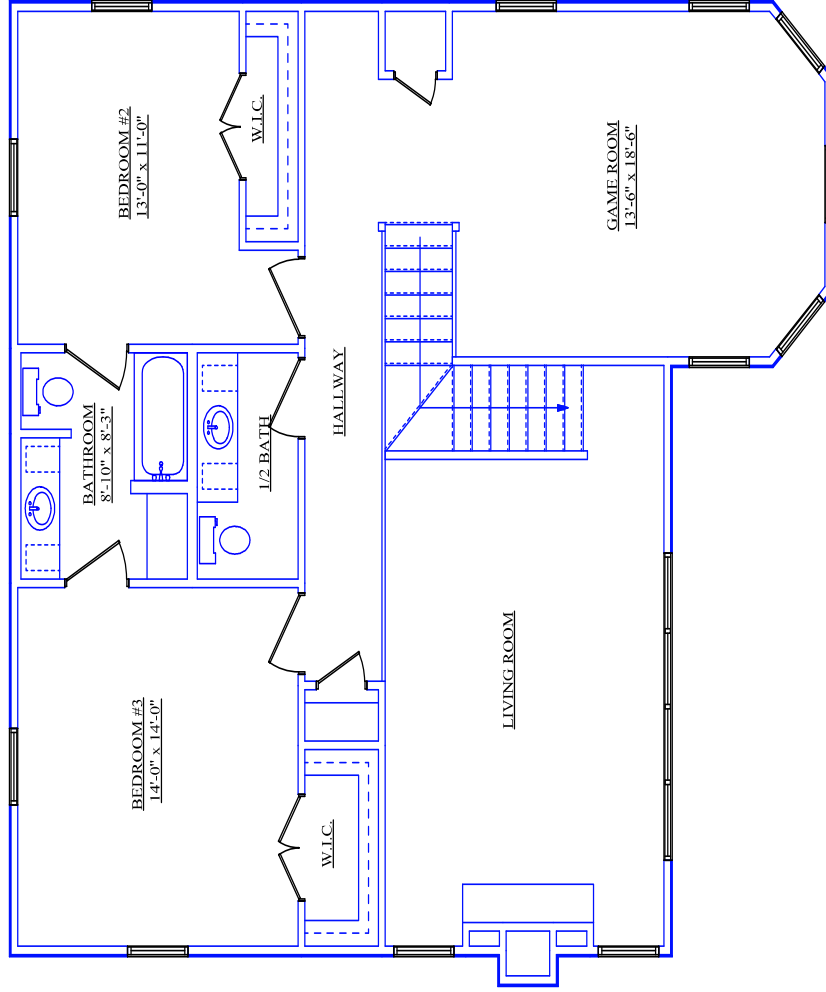 BEDROOM #2
13'-0" x 11'-0"
W.I.C.
GAME ROOM
13'-6" x 18'-6"
BATHROOM
8'-10" x 8'-3"
1/2 BATH
HALLWAY
BEDROOM #3
14'-0" x 14'-0"
W.I.C.
LIVING ROOM